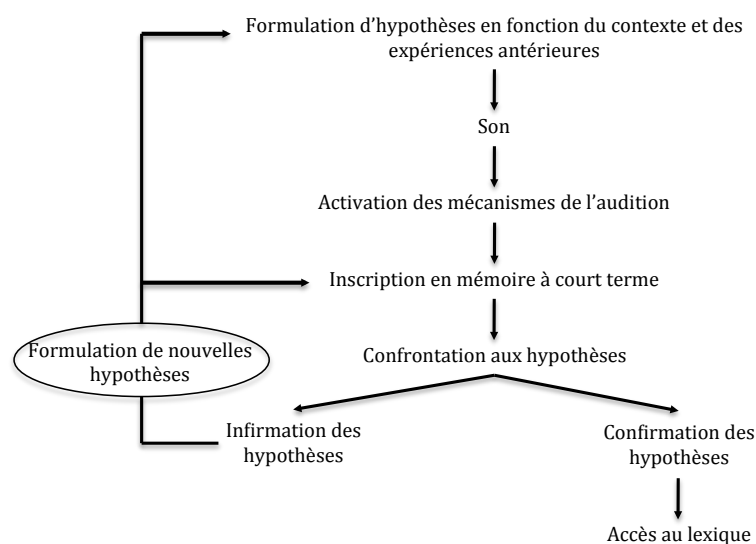 Formulation d’hypothèses en fonction du contexte et des
expériences antérieures
Son
Activation des mécanismes de l’audition
Inscription en mémoire à court terme
Formulation de nouvelles
hypothèses
Confrontation aux hypothèses
Infirmation des
hypothèses
Confirmation des
hypothèses
Accès au lexique